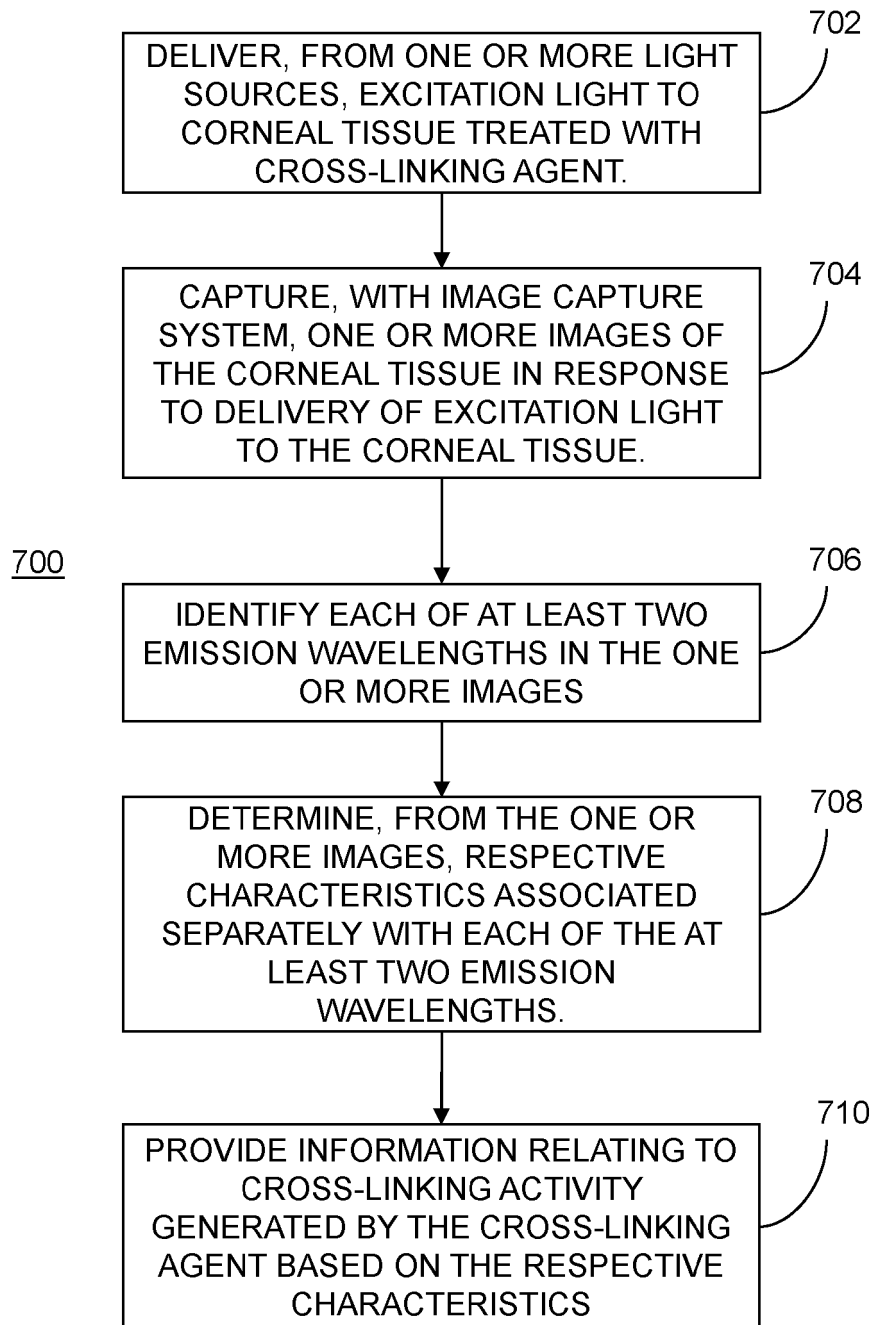 702
DELIVER, FROM ONE OR MORE LIGHT
SOURCES, EXCITATION LIGHT TO
CORNEAL TISSUE TREATED WITH
CROSS-LINKING AGENT.
704
CAPTURE, WITH IMAGE CAPTURE
SYSTEM, ONE OR MORE IMAGES OF
THE CORNEAL TISSUE IN RESPONSE
TO DELIVERY OF EXCITATION LIGHT
TO THE CORNEAL TISSUE.
700
706
IDENTIFY EACH OF AT LEAST TWO
EMISSION WAVELENGTHS IN THE ONE
OR MORE IMAGES
708
DETERMINE, FROM THE ONE OR
MORE IMAGES, RESPECTIVE
CHARACTERISTICS ASSOCIATED
SEPARATELY WITH EACH OF THE AT
LEAST TWO EMISSION
WAVELENGTHS.
710
PROVIDE INFORMATION RELATING TO
CROSS-LINKING ACTIVITY
GENERATED BY THE CROSS-LINKING
AGENT BASED ON THE RESPECTIVE
CHARACTERISTICS